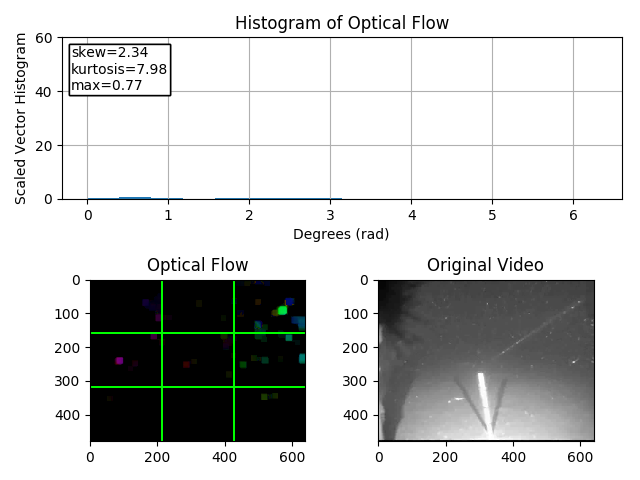 Histogram of Optical Flow
Scaled Vector Histogram
60
40
20
0
skew=2.34
kurtosis=7.98
max=0.77
0 1 2 3 4 5 6
Degrees (rad)
Optical Flow
0
100
200
300
400
0 200 400 600
Original Video
0
100
200
300
400
0 200 400 600